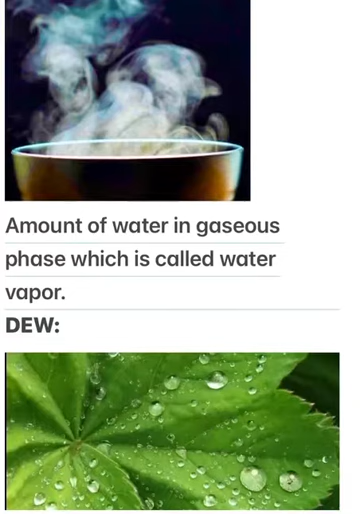 Amount of water in gaseous
phase which is called water
vapor.
DEW: